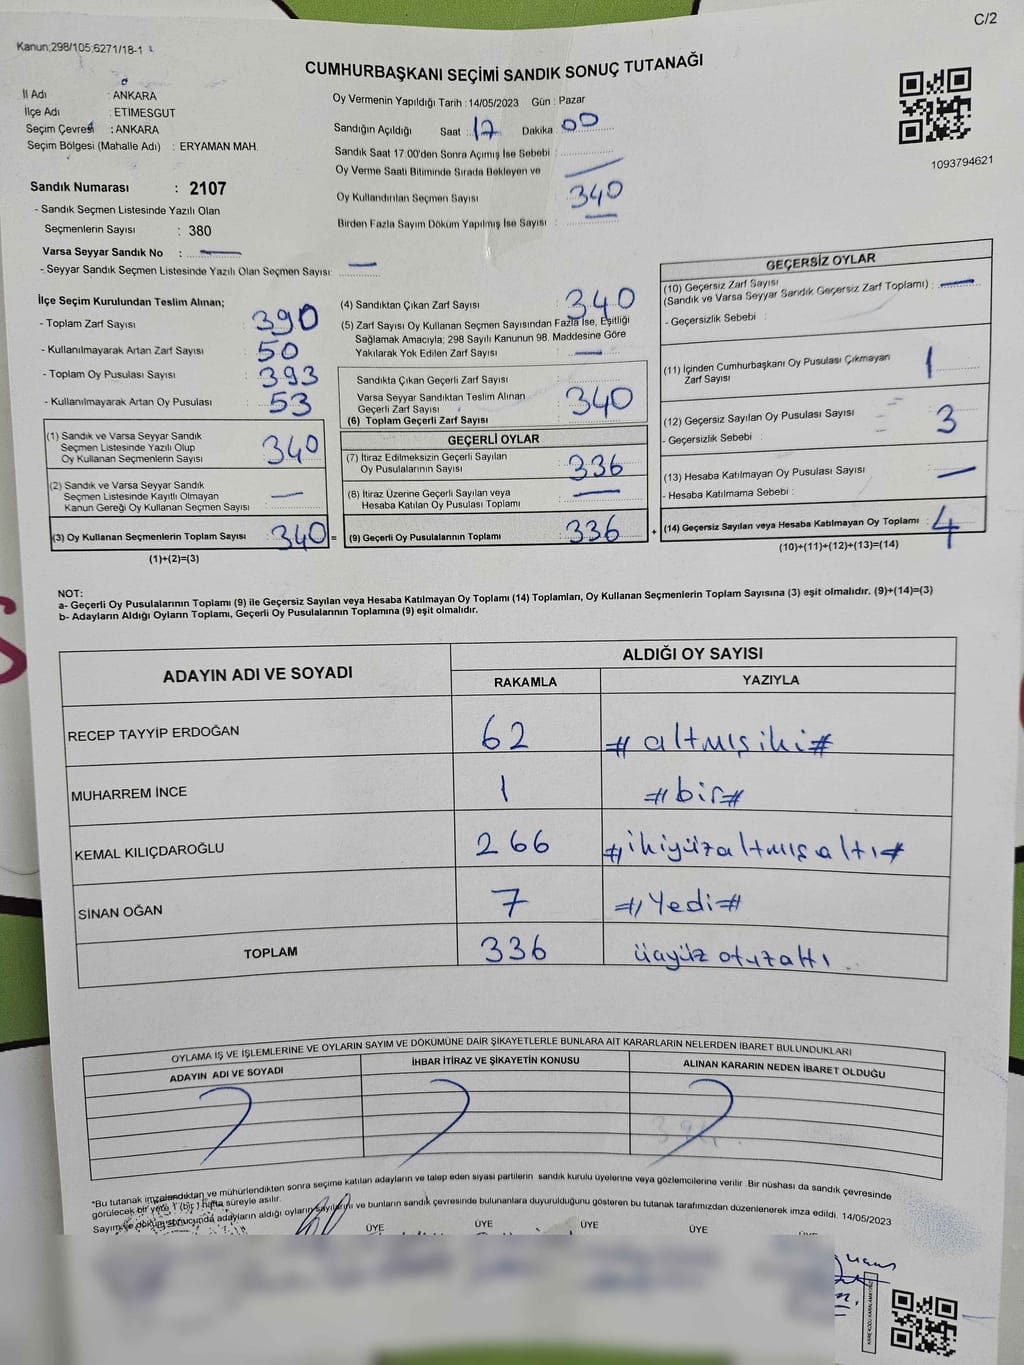 C/2
Kanun;298/105,6271/18-1
CUMHURBAŞKANI SEÇİMİ SANDIK SONUÇ TUTANAĞI
İl Adı : ANKARA
İlçe Adı : ETİMESGUT
Seçim Çevresi : ANKARA
Seçim Bölgesi (Mahalle Adı) : ERYAMAN MAH.
Sandık Numarası : 2107
- Sandık Seçmen Listesinde Yazılı Olan
Seçmenlerin Sayısı : 380
Varsa Seyyar Sandık No :
- Seyyar Sandık Seçmen Listesinde Yazılı Olan Seçmen Sayısı:
Oy Vermenin Yapıldığı Tarih : 14/05/2023 Gün : Pazar
Sandığın Açıldığı Saat : 17 Dakika : 00
Sandık Saat 17.00'den Sonra Açımış İse Sebebi :
Oy Verme Saati Bitiminde Sırada Bekleyen ve
Oy Kullandırılan Seçmen Sayısı : 340
Birden Fazla Sayım Döküm Yapılmış İse Sayısı :
1093794621
İlçe Seçim Kurulundan Teslim Alınan;
- Toplam Zarf Sayısı : 390
- Kullanılmayarak Artan Zarf Sayısı : 50
- Toplam Oy Pusulası Sayısı : 393
- Kullanılmayarak Artan Oy Pusulası : 53
(1) Sandık ve Varsa Seyyar Sandık
Seçmen Listesinde Yazılı Olup
Oy Kullanan Seçmenlerin Sayısı : 340
(2) Sandık ve Varsa Seyyar Sandık
Seçmen Listesinde Kayıtlı Olmayan
Kanun Gereği Oy Kullanan Seçmen Sayısı :
(3) Oy Kullanan Seçmenlerin Toplam Sayısı : 340 =
(1)+(2)=(3)
(4) Sandıktan Çıkan Zarf Sayısı : 340
(5) Zarf Sayısı Oy Kullanan Seçmen Sayısından Fazla İse, Eşitliği
Sağlamak Amacıyla; 298 Sayılı Kanunun 98. Maddesine Göre
Yakılarak Yok Edilen Zarf Sayısı :
Sandıkta Çıkan Geçerli Zarf Sayısı :
Varsa Seyyar Sandıktan Teslim Alınan
Geçerli Zarf Sayısı :
(6) Toplam Geçerli Zarf Sayısı : 340
GEÇERLİ OYLAR
(7) İtiraz Edilmeksizin Geçerli Sayılan
Oy Pusulalarının Sayısı : 336
(8) İtiraz Üzerine Geçerli Sayılan veya
Hesaba Katılan Oy Pusulası Toplamı :
(9) Geçerli Oy Pusulalarının Toplamı : 336 +
GEÇERSİZ OYLAR
(10) Geçersiz Zarf Sayısı
(Sandık ve Varsa Seyyar Sandık Geçersiz Zarf Toplamı) :
- Geçersizlik Sebebi :
(11) İçinden Cumhurbaşkanı Oy Pusulası Çıkmayan
Zarf Sayısı : 1
(12) Geçersiz Sayılan Oy Pusulası Sayısı : 3
- Geçersizlik Sebebi :
(13) Hesaba Katılmayan Oy Pusulası Sayısı :
- Hesaba Katılmama Sebebi :
(14) Geçersiz Sayılan veya Hesaba Katılmayan Oy Toplamı : 4
(10)+(11)+(12)+(13)=(14)
NOT:
a- Geçerli Oy Pusulalarının Toplamı (9) ile Geçersiz Sayılan veya Hesaba Katılmayan Oy Toplamı (14) Toplamları, Oy Kullanan Seçmenlerin Toplam Sayısına (3) eşit olmalıdır. (9)+(14)=(3)
b- Adayların Aldığı Oyların Toplamı, Geçerli Oy Pusulalarının Toplamına (9) eşit olmalıdır.
ADAYIN ADI VE SOYADI ALDIĞI OY SAYISI
RAKAMLA YAZIYLA
RECEP TAYYİP ERDOĞAN 62 #altmışiki#
MUHARREM İNCE 1 #bir#
KEMAL KILIÇDAROĞLU 266 #ikiyüzaltmışaltı#
SİNAN OĞAN 7 #Yedi#
TOPLAM 336 üçyüz otuzaltı
OYLAMA İŞ VE İŞLEMLERİNE VE OYLARIN SAYIM VE DÖKÜMÜNE DAİR ŞİKAYETLERLE BUNLARA AİT KARARLARIN NELERDEN İBARET BULUNDUKLARI
ADAYIN ADI VE SOYADI İHBAR İTİRAZ VE ŞİKAYETİN KONUSU ALINAN KARARIN NEDEN İBARET OLDUĞU
*Bu tutanak imzalandıktan ve mühürlendikten sonra seçime katılan adayların ve talep eden siyasi partilerin sandık kurulu üyelerine veya gözlemcilerine verilir. Bir nüshası da sandık çevresinde
görülecek bir yere 1 (bir) hafta süreyle asılır.
Sayım ve döküm sonucunda adayların aldığı oyların sayılarını ve bunların sandık çevresinde bulunanlara duyurulduğunu gösteren bu tutanak tarafımızdan düzenlenerek imza edildi. 14/05/2023
ÜYE ÜYE ÜYE ÜYE ÜYE